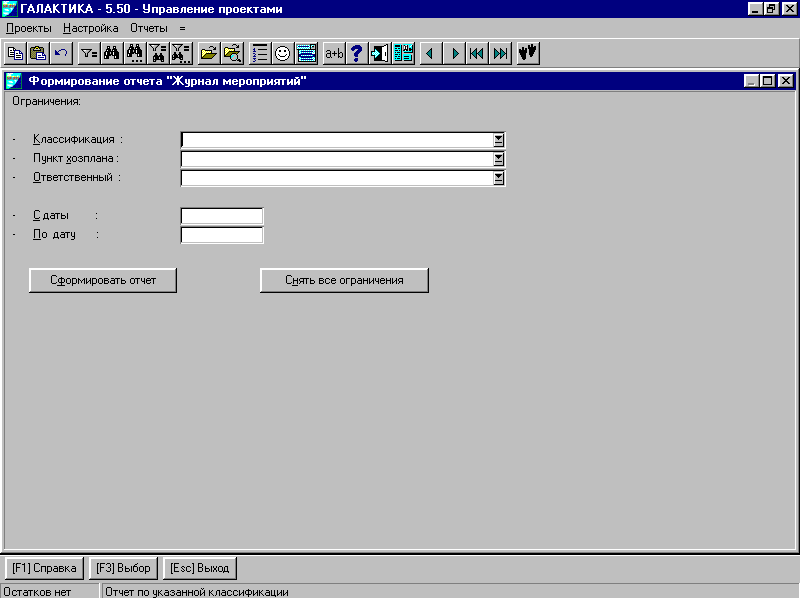 ГАЛАКТИКА - 5.50 - Управление проектами
Проекты Настройка Отчеты =
a+b ?
Формирование отчета "Журнал мероприятий"
Ограничения:
- Классификация :
- Пункт хозплана :
- Ответственный :
- С даты :
- По дату :
Сформировать отчет Снять все ограничения
[F1] Справка [F3] Выбор [Esc] Выход
Остатков нет Отчет по указанной классификации